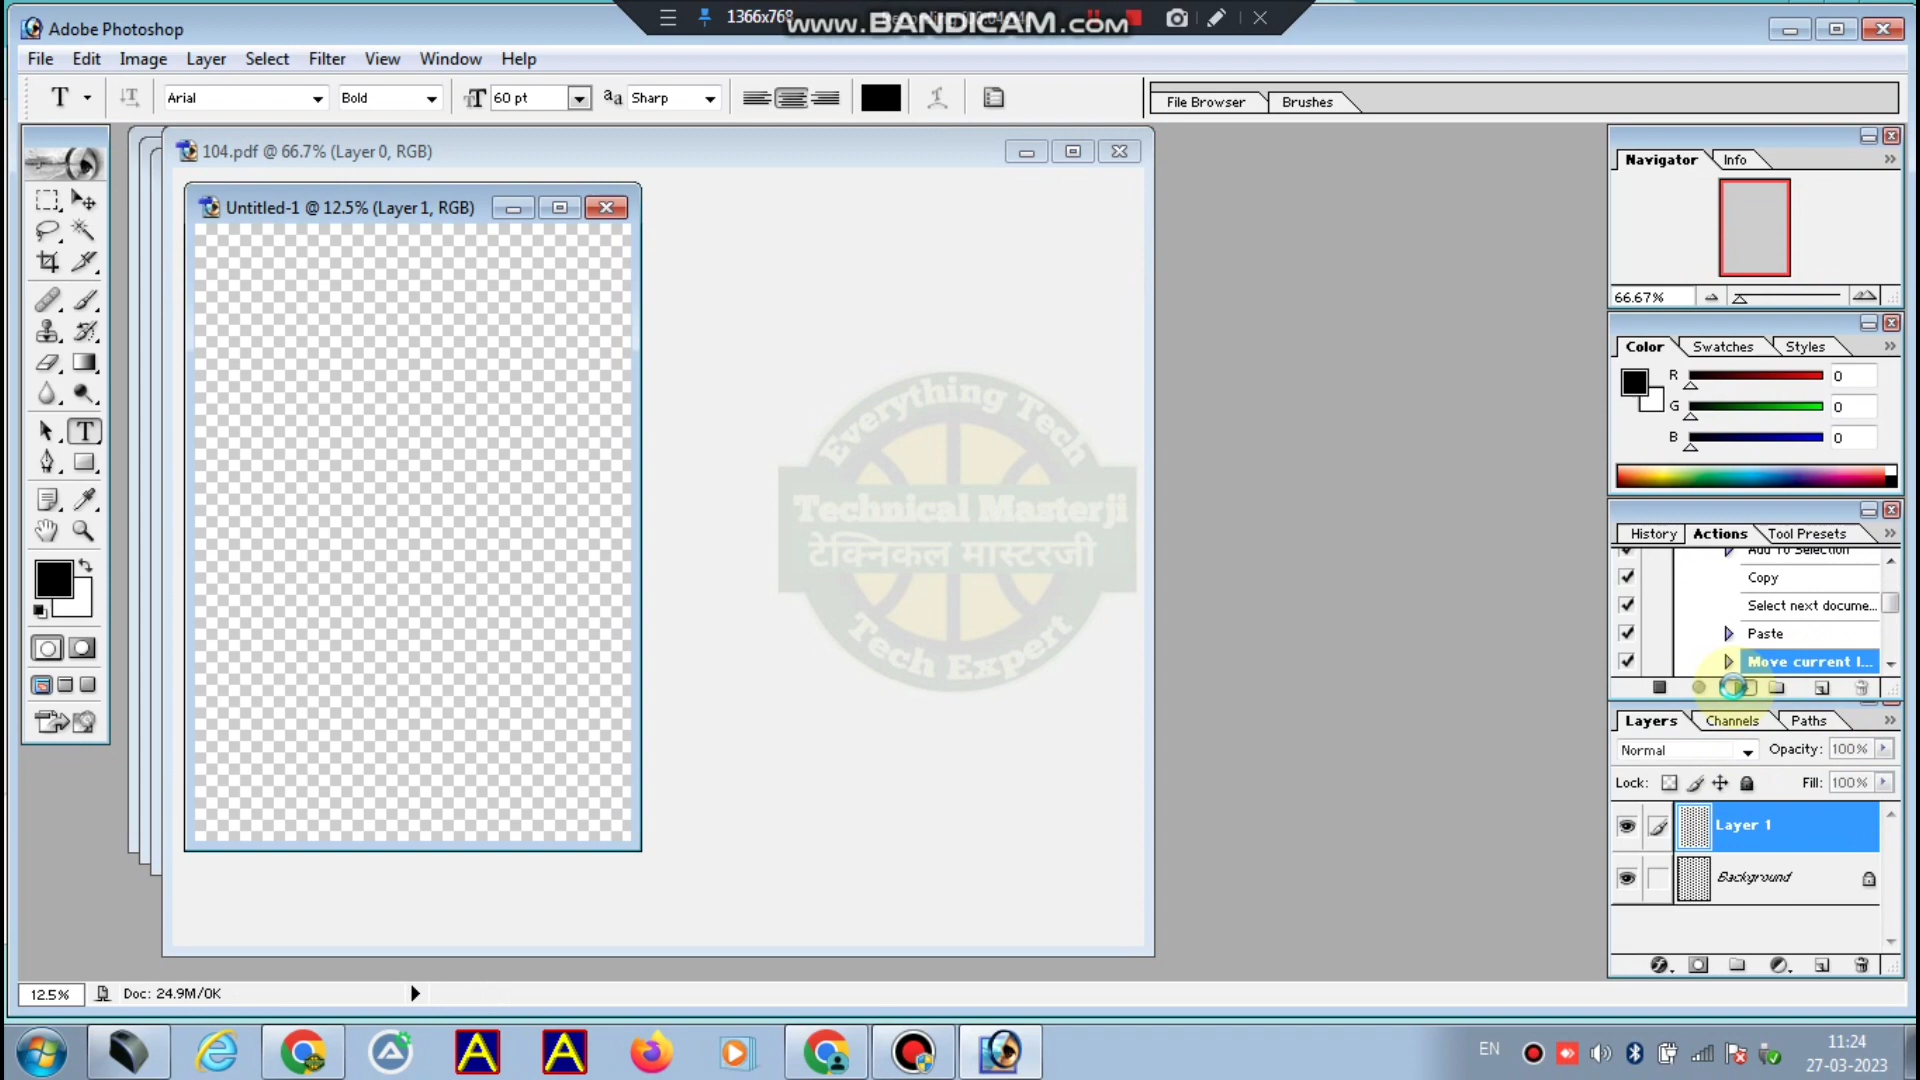 1366x768
www.BANDICAM.com
Adobe Photoshop
File Edit Image Layer Select Filter View Window Help
T Arial Bold 60 pt Sharp
File Browser Brushes
104.pdf @ 66.7% (Layer 0, RGB)
Untitled-1 @ 12.5% (Layer 1, RGB)
Everything Tech
Technical Masterji
टेक्निकल मास्टरजी
Tech Expert
Navigator Info
66.67%
Color Swatches Styles
R 0
G 0
B 0
History Actions Tool Presets
Add To Selection
Copy
Select next docume...
Paste
Move current l...
Layers Channels Paths
Normal Opacity: 100%
Lock: Fill: 100%
Layer 1
Background
12.5% Doc: 24.9M/0K
EN
11:24
27-03-2023